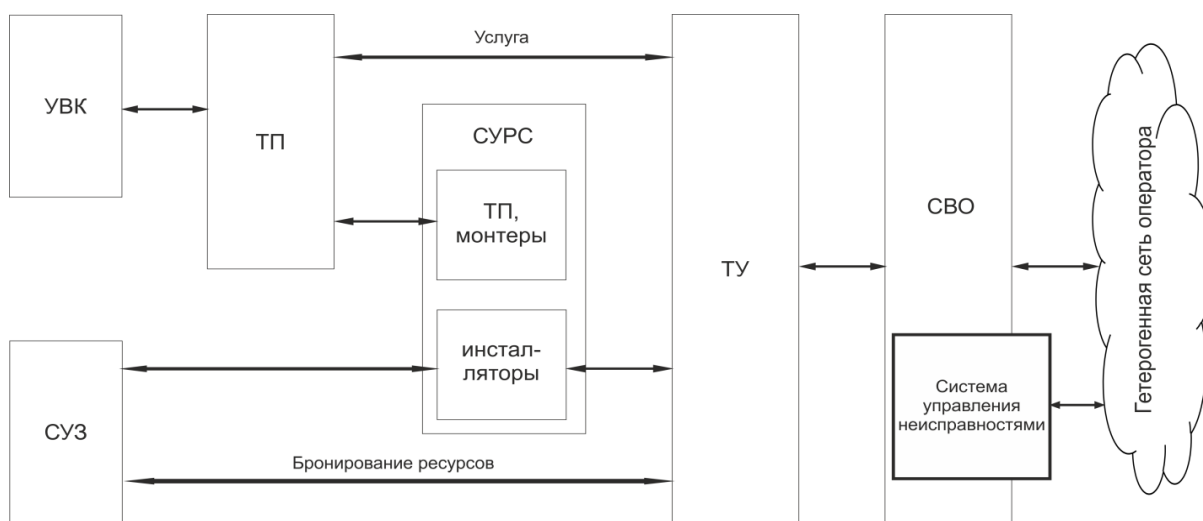 Услуга
УВК
ТП
СУРС
ТП,
монтеры
СВО
ТУ
Гетерогенная сеть оператора
инстал-
ляторы
СУЗ
Система
управления
неисправностями
Бронирование ресурсов